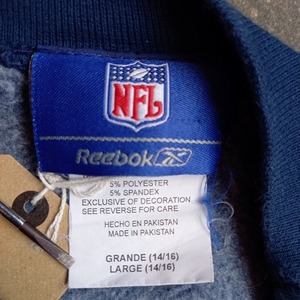 NFL
Reebok
5% POLYESTER
5% SPANDEX
EXCLUSIVE OF DECORATION
SEE REVERSE FOR CARE
HECHO EN PAKISTAN
MADE IN PAKISTAN
GRANDE (14/16)
LARGE (14/16)